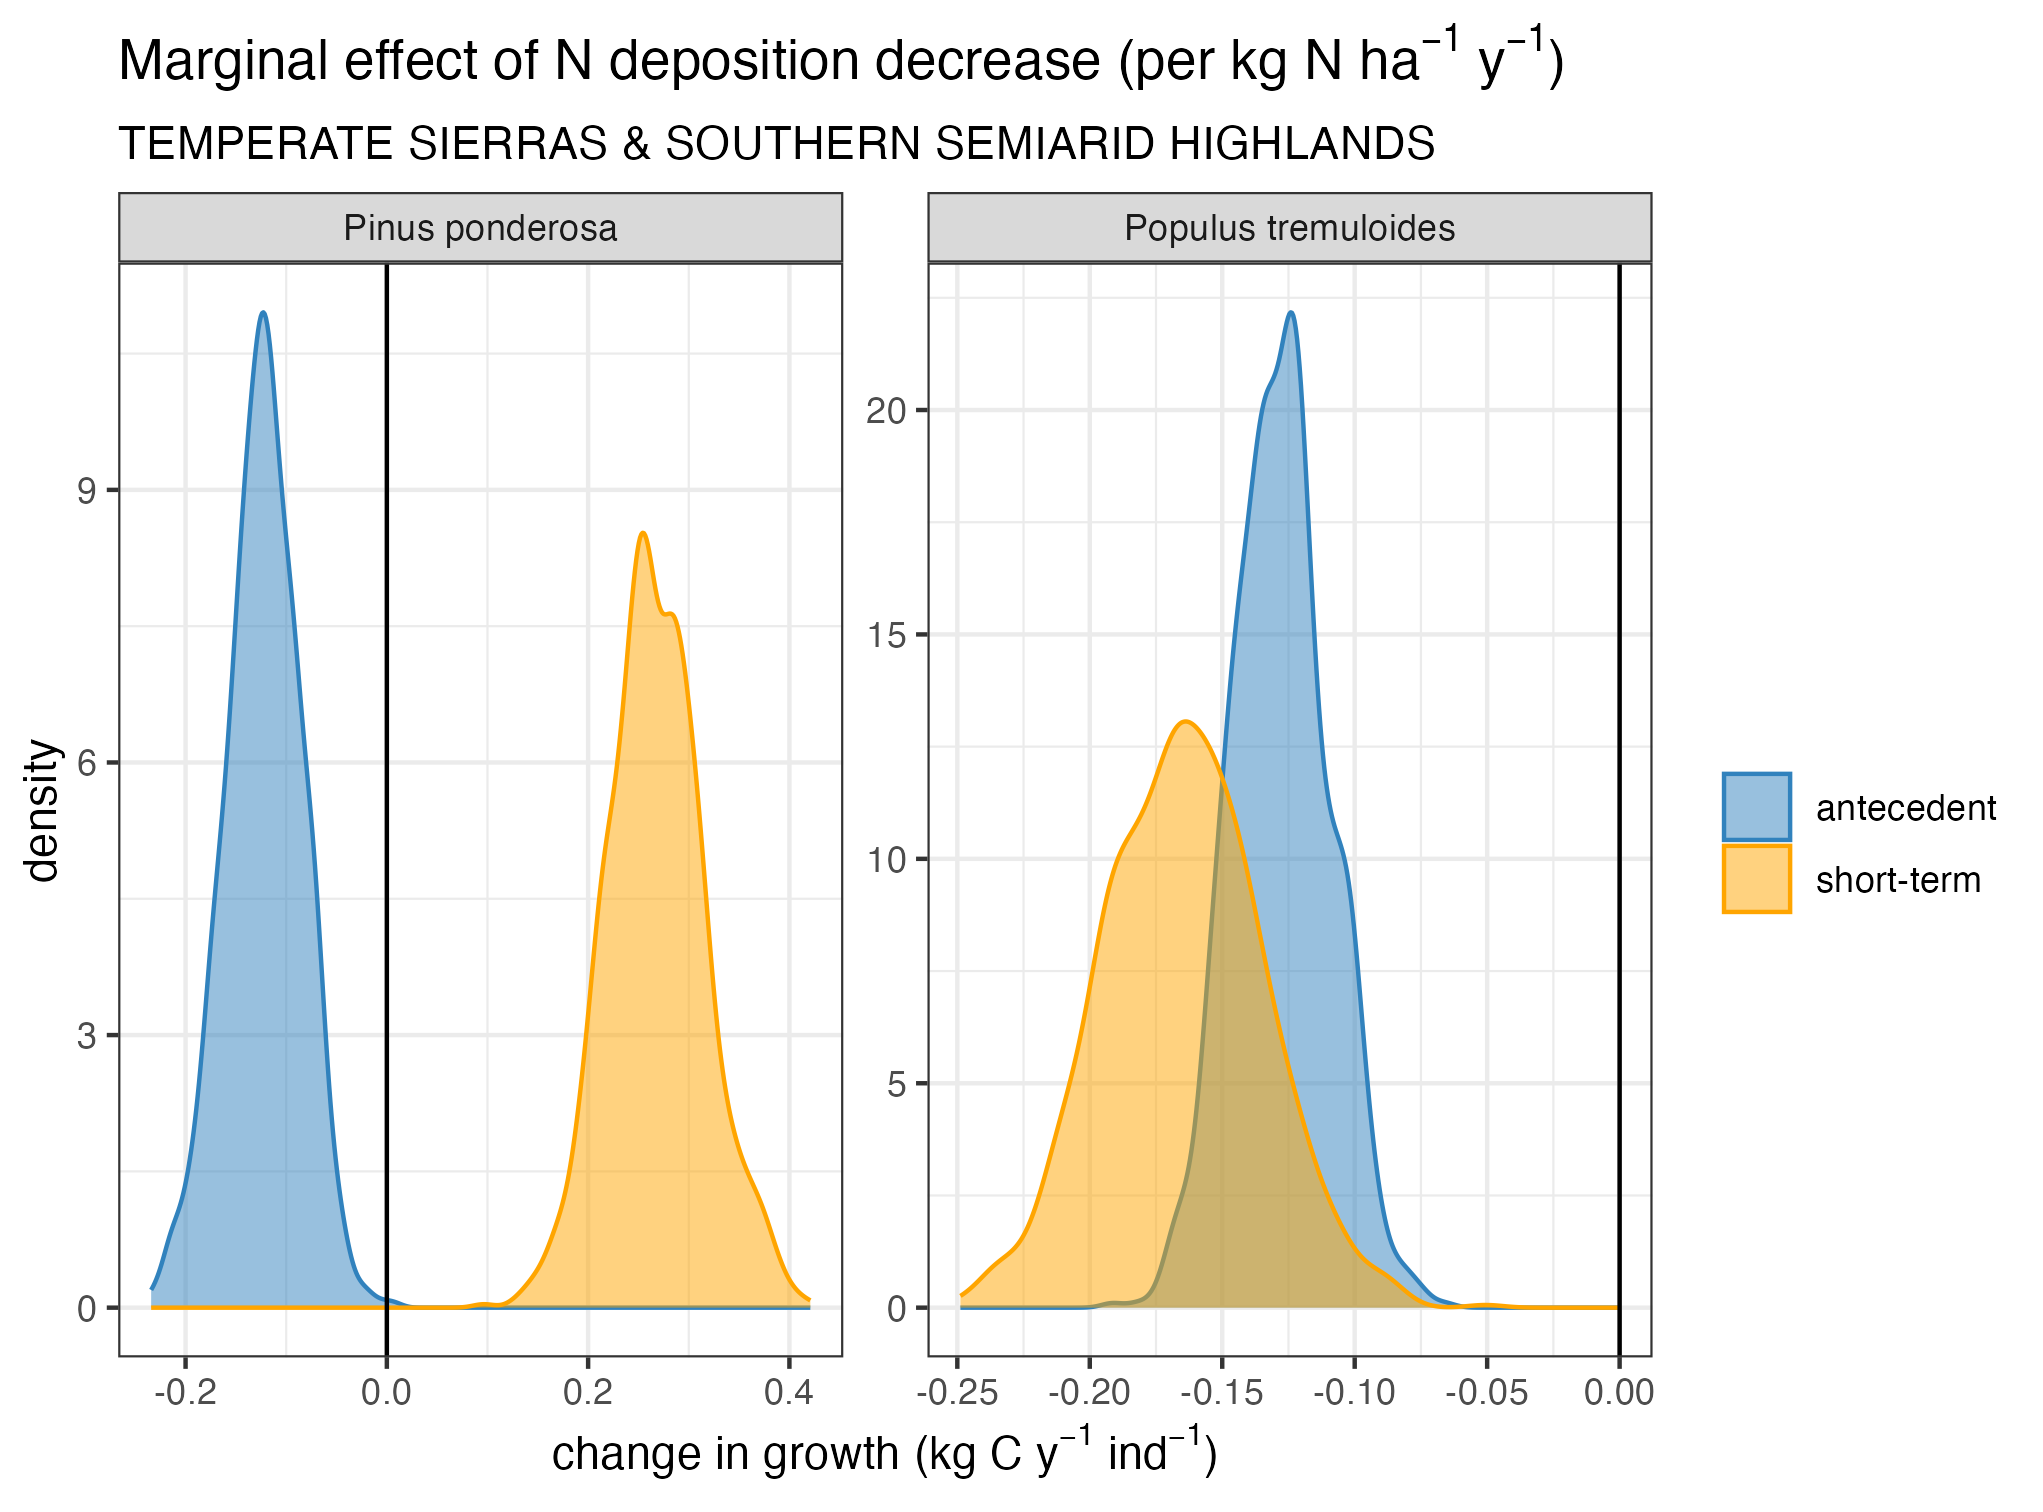 Marginal effect of N deposition decrease (per kg N ha⁻¹ y⁻¹)
TEMPERATE SIERRAS & SOUTHERN SEMIARID HIGHLANDS
Pinus ponderosa
Populus tremuloides
density
9
6
3
0
20
15
10
5
0
-0.2 0.0 0.2 0.4
-0.25 -0.20 -0.15 -0.10 -0.05 0.00
change in growth (kg C y⁻¹ ind⁻¹)
antecedent
short-term